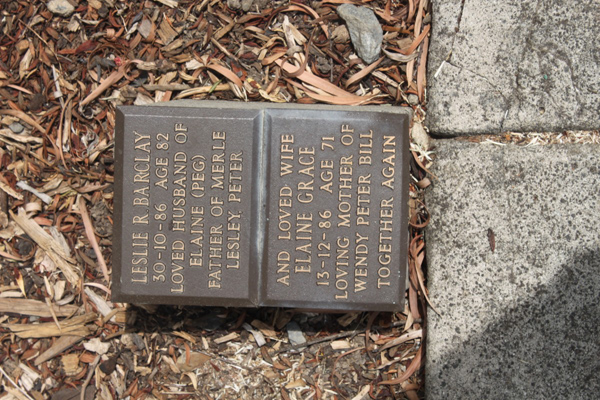 LESLIE R BARCLAY
30-10-86 AGE 82
LOVED HUSBAND OF
ELAINE (PEG)
FATHER OF MERLE
LESLEY. PETER
AND LOVED WIFE
ELAINE GRACE
13-12-86 AGE 71
LOVING MOTHER OF
WENDY PETER BILL
TOGETHER AGAIN